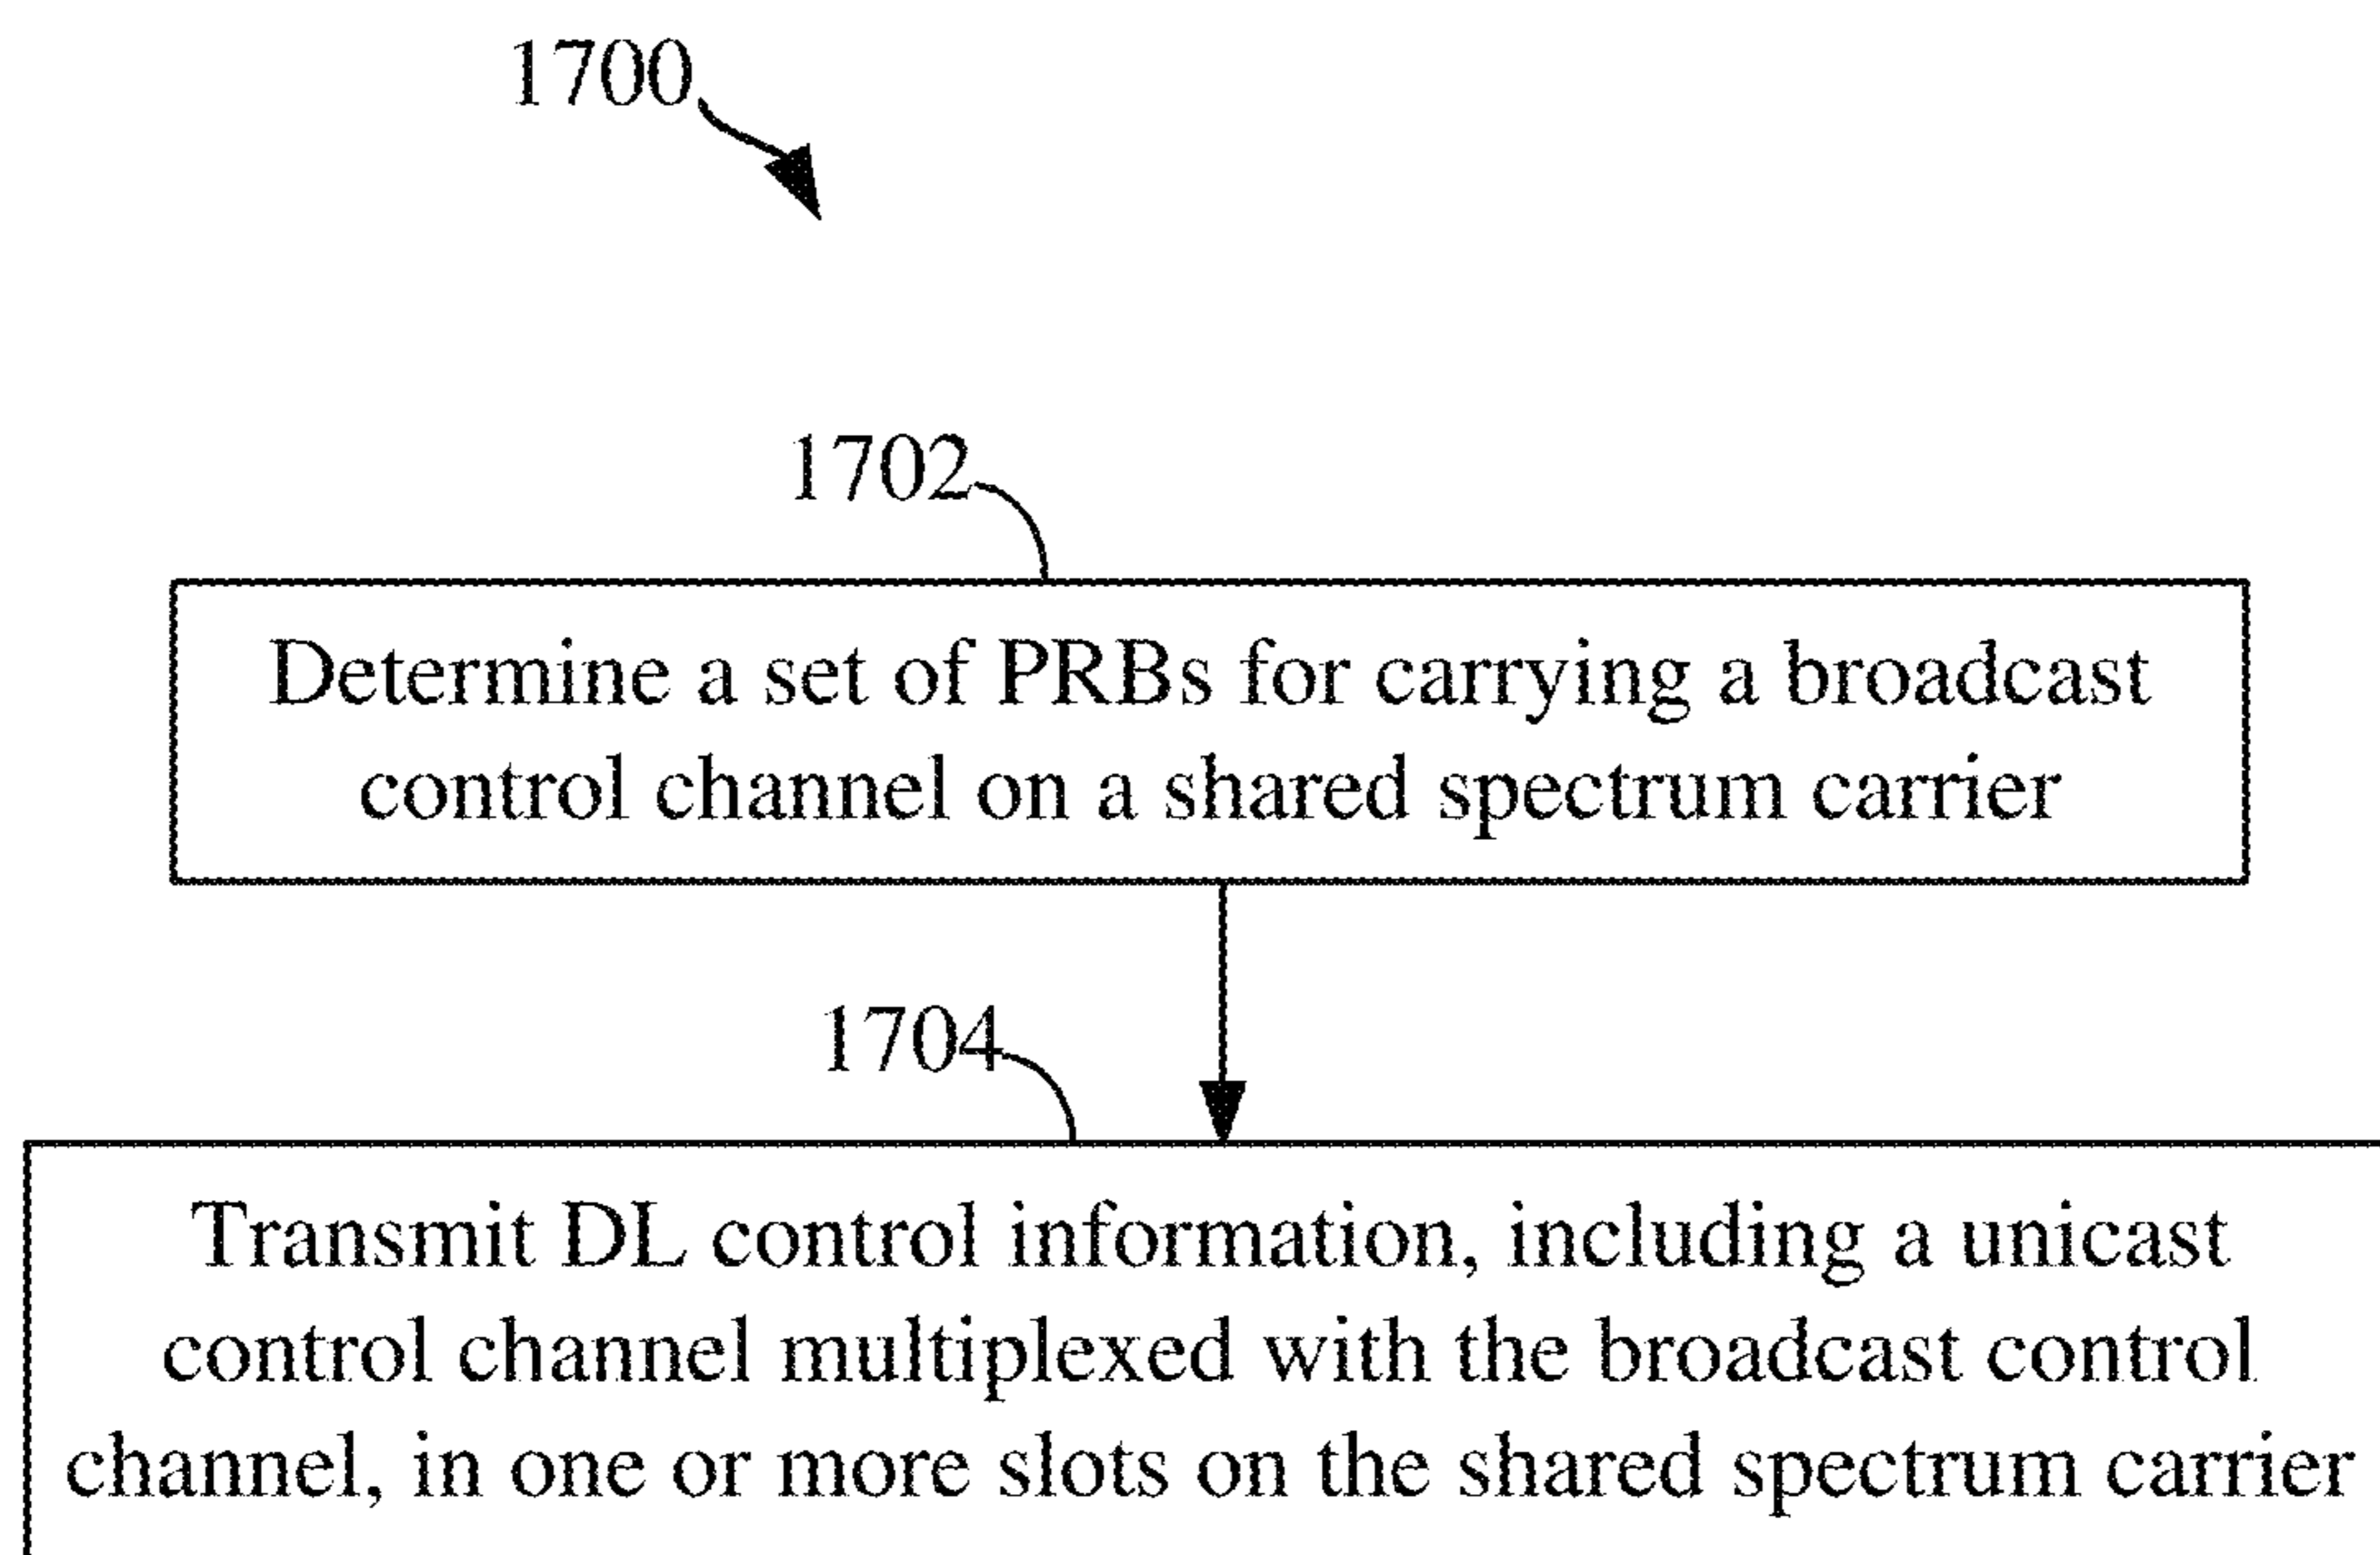 1700
1702
Determine a set of PRBs for carrying a broadcast
control channel on a shared spectrum carrier
1704
Transmit DL control information, including a unicast
control channel multiplexed with the broadcast control
channel, in one or more slots on the shared spectrum carrier